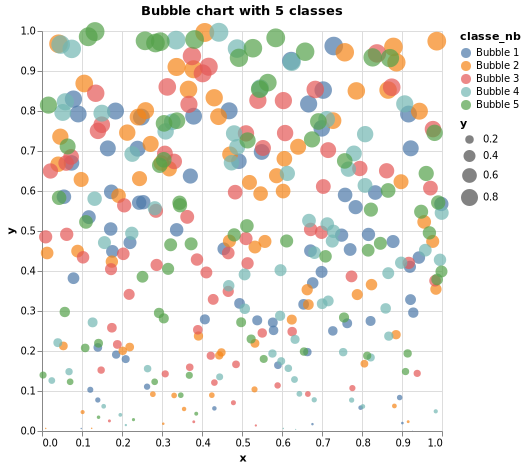 Bubble chart with 5 classes
1.0
0.9
0.8
0.7
0.6
0.5
0.4
0.3
0.2
0.1
0.0
y
0.0 0.1 0.2 0.3 0.4 0.5 0.6 0.7 0.8 0.9 1.0
x
classe_nb
Bubble 1
Bubble 2
Bubble 3
Bubble 4
Bubble 5
y
0.2
0.4
0.6
0.8